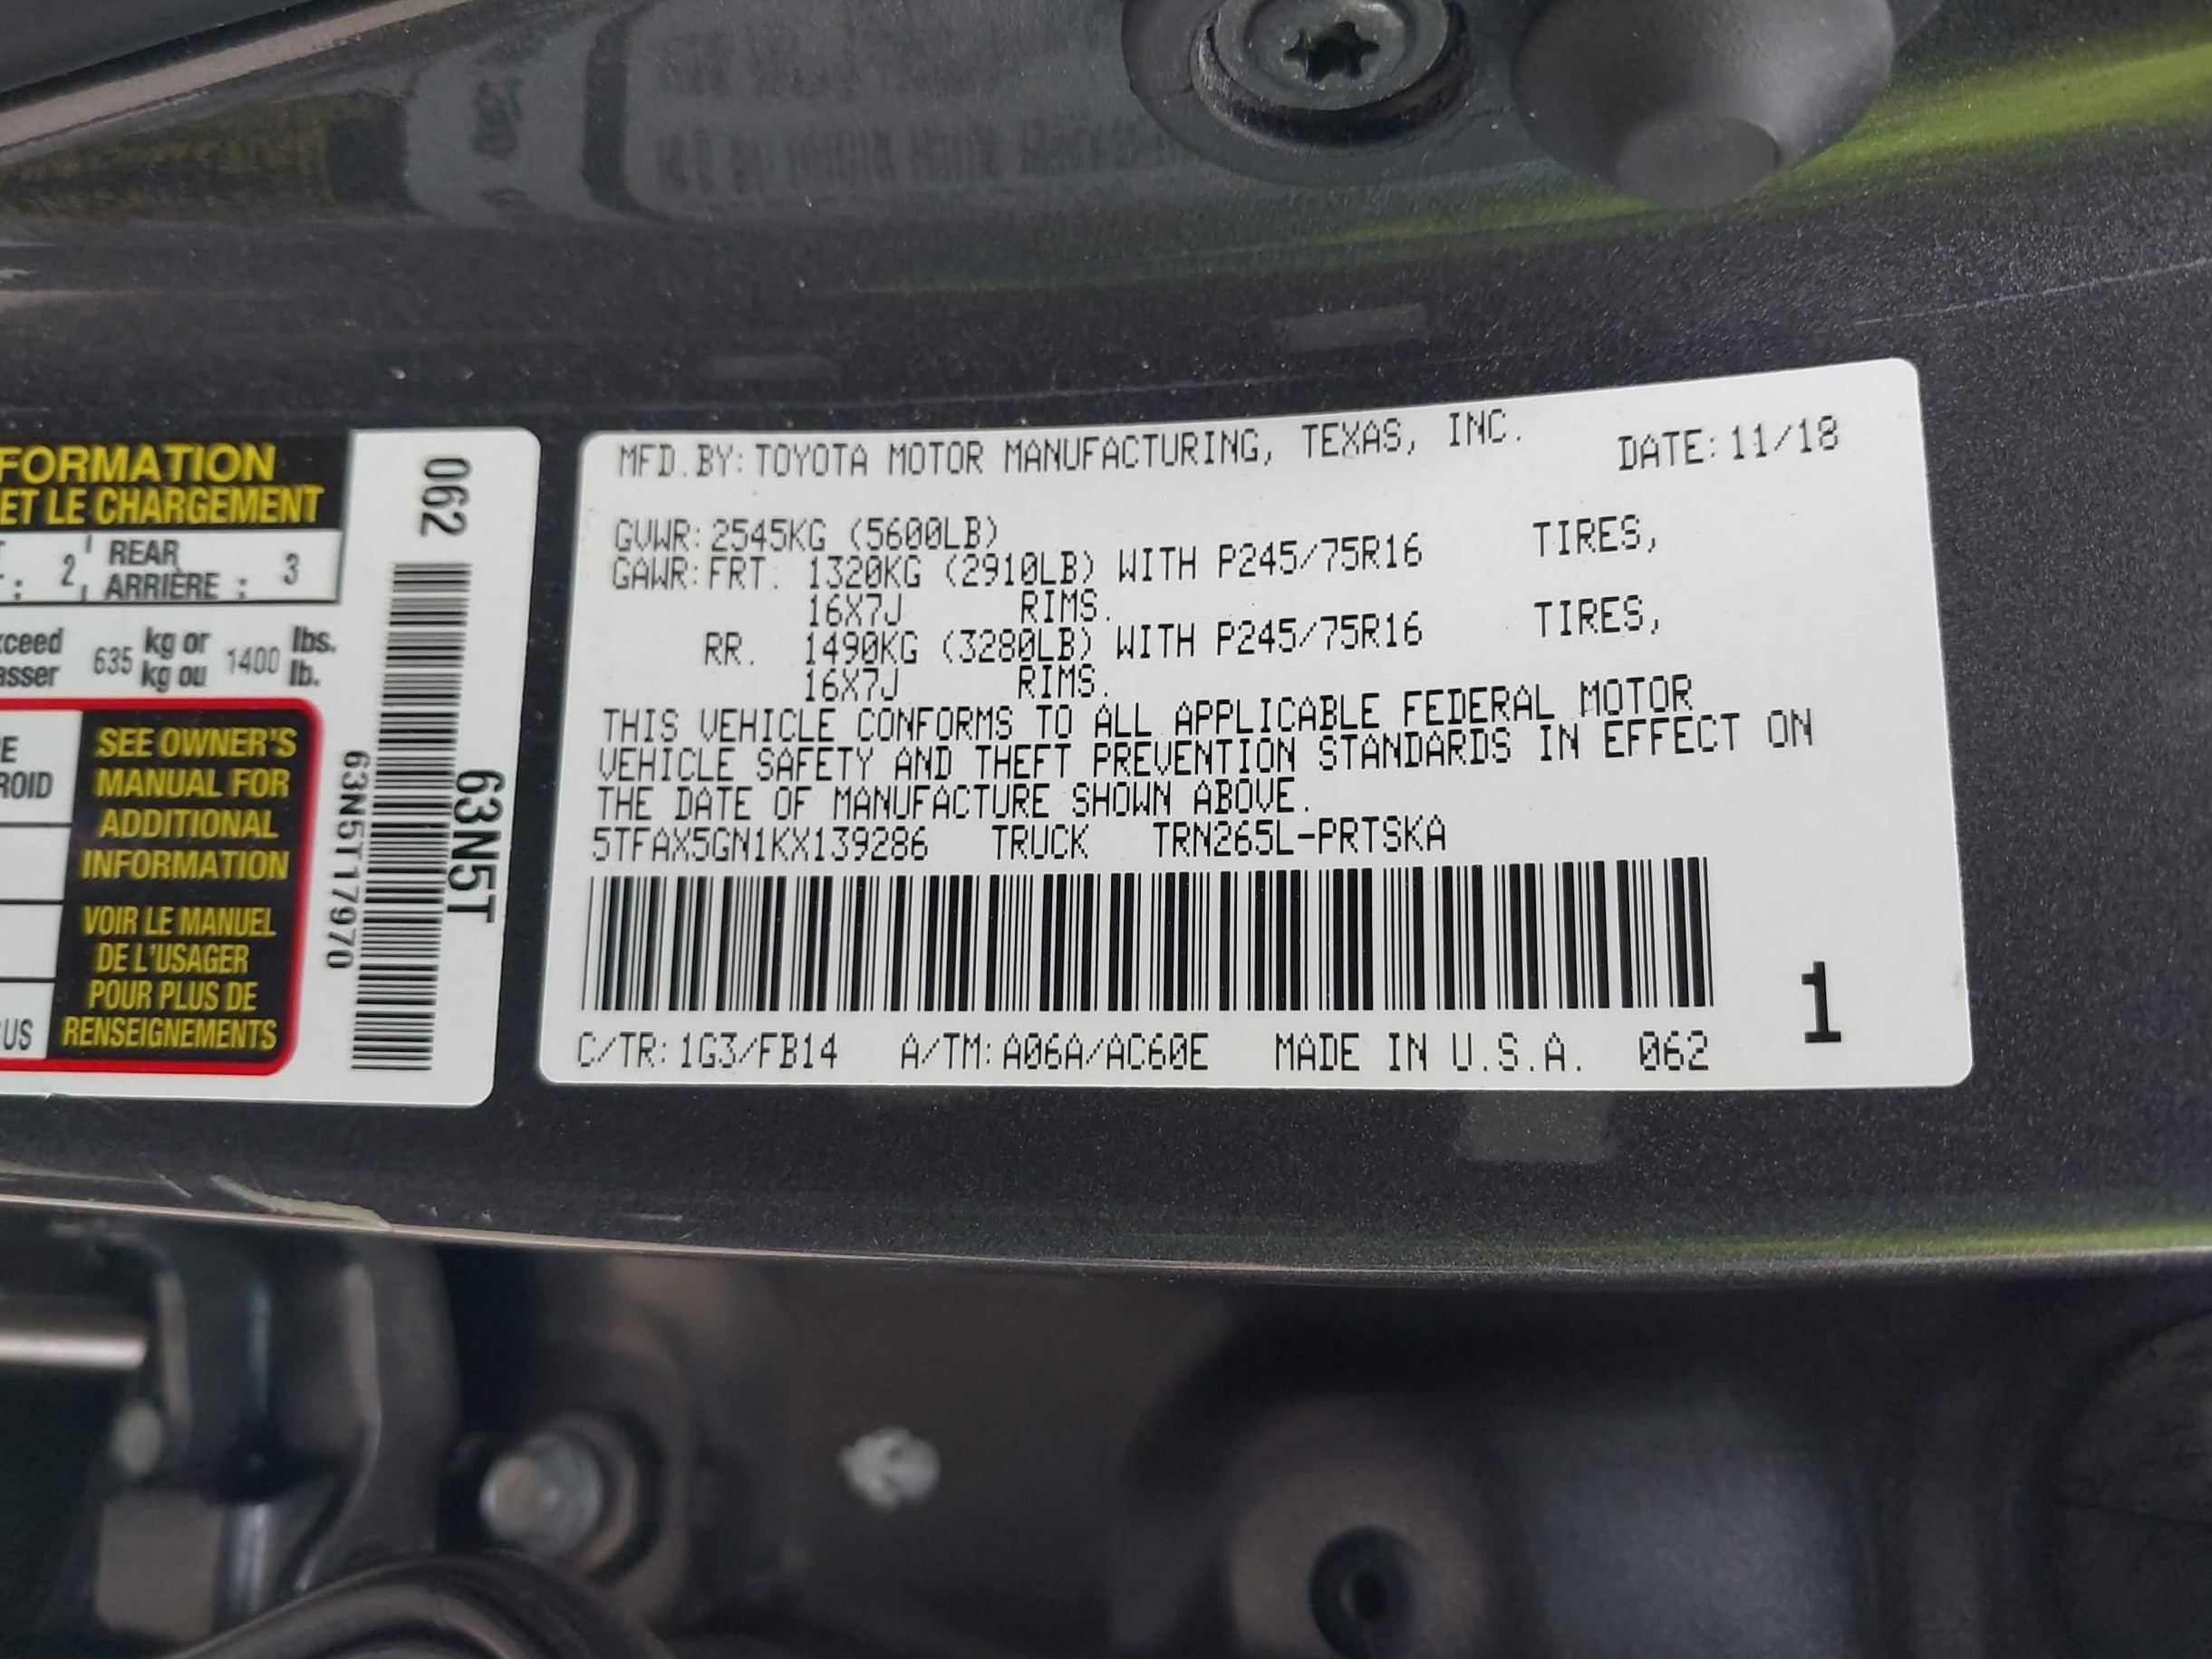 FORMATION
ET LE CHARGEMENT
2
REAR
ARRIÈRE : 3
xceed
asser
635
kg or
kg ou
1400
lbs.
lb.
E
ROID
US
SEE OWNER'S
MANUAL FOR
ADDITIONAL
INFORMATION
VOIR LE MANUEL
DE L'USAGER
POUR PLUS DE
RENSEIGNEMENTS
062
63N5T
63N5T17970
MFD.BY:TOYOTA MOTOR MANUFACTURING, TEXAS, INC. DATE:11/18
GVWR:2545KG (5600LB)
GAWR:FRT. 1320KG (2910LB) WITH P245/75R16 TIRES,
16X7J RIMS.
RR. 1490KG (3280LB) WITH P245/75R16 TIRES,
16X7J RIMS.
THIS VEHICLE CONFORMS TO ALL APPLICABLE FEDERAL MOTOR
VEHICLE SAFETY AND THEFT PREVENTION STANDARDS IN EFFECT ON
THE DATE OF MANUFACTURE SHOWN ABOVE.
5TFAX5GN1KX139286 TRUCK TRN265L-PRTSKA
1
C/TR:1G3/FB14 A/TM:A06A/AC60E MADE IN U.S.A. 062